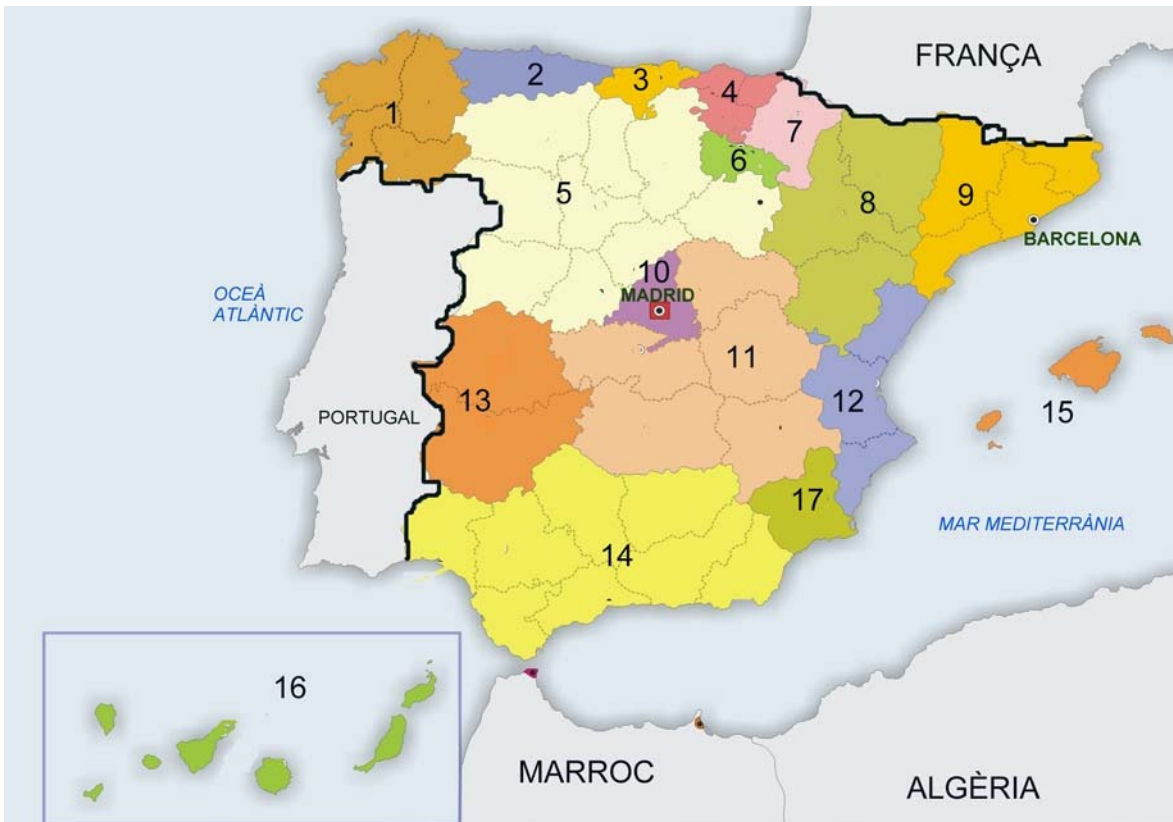 FRANÇA
1
2
3
4
7
6
5
8
9
BARCELONA
10
MADRID
OCEÀ
ATLÀNTIC
11
12
13
PORTUGAL
15
17
MAR MEDITERRÀNIA
14
16
MARROC
ALGÈRIA